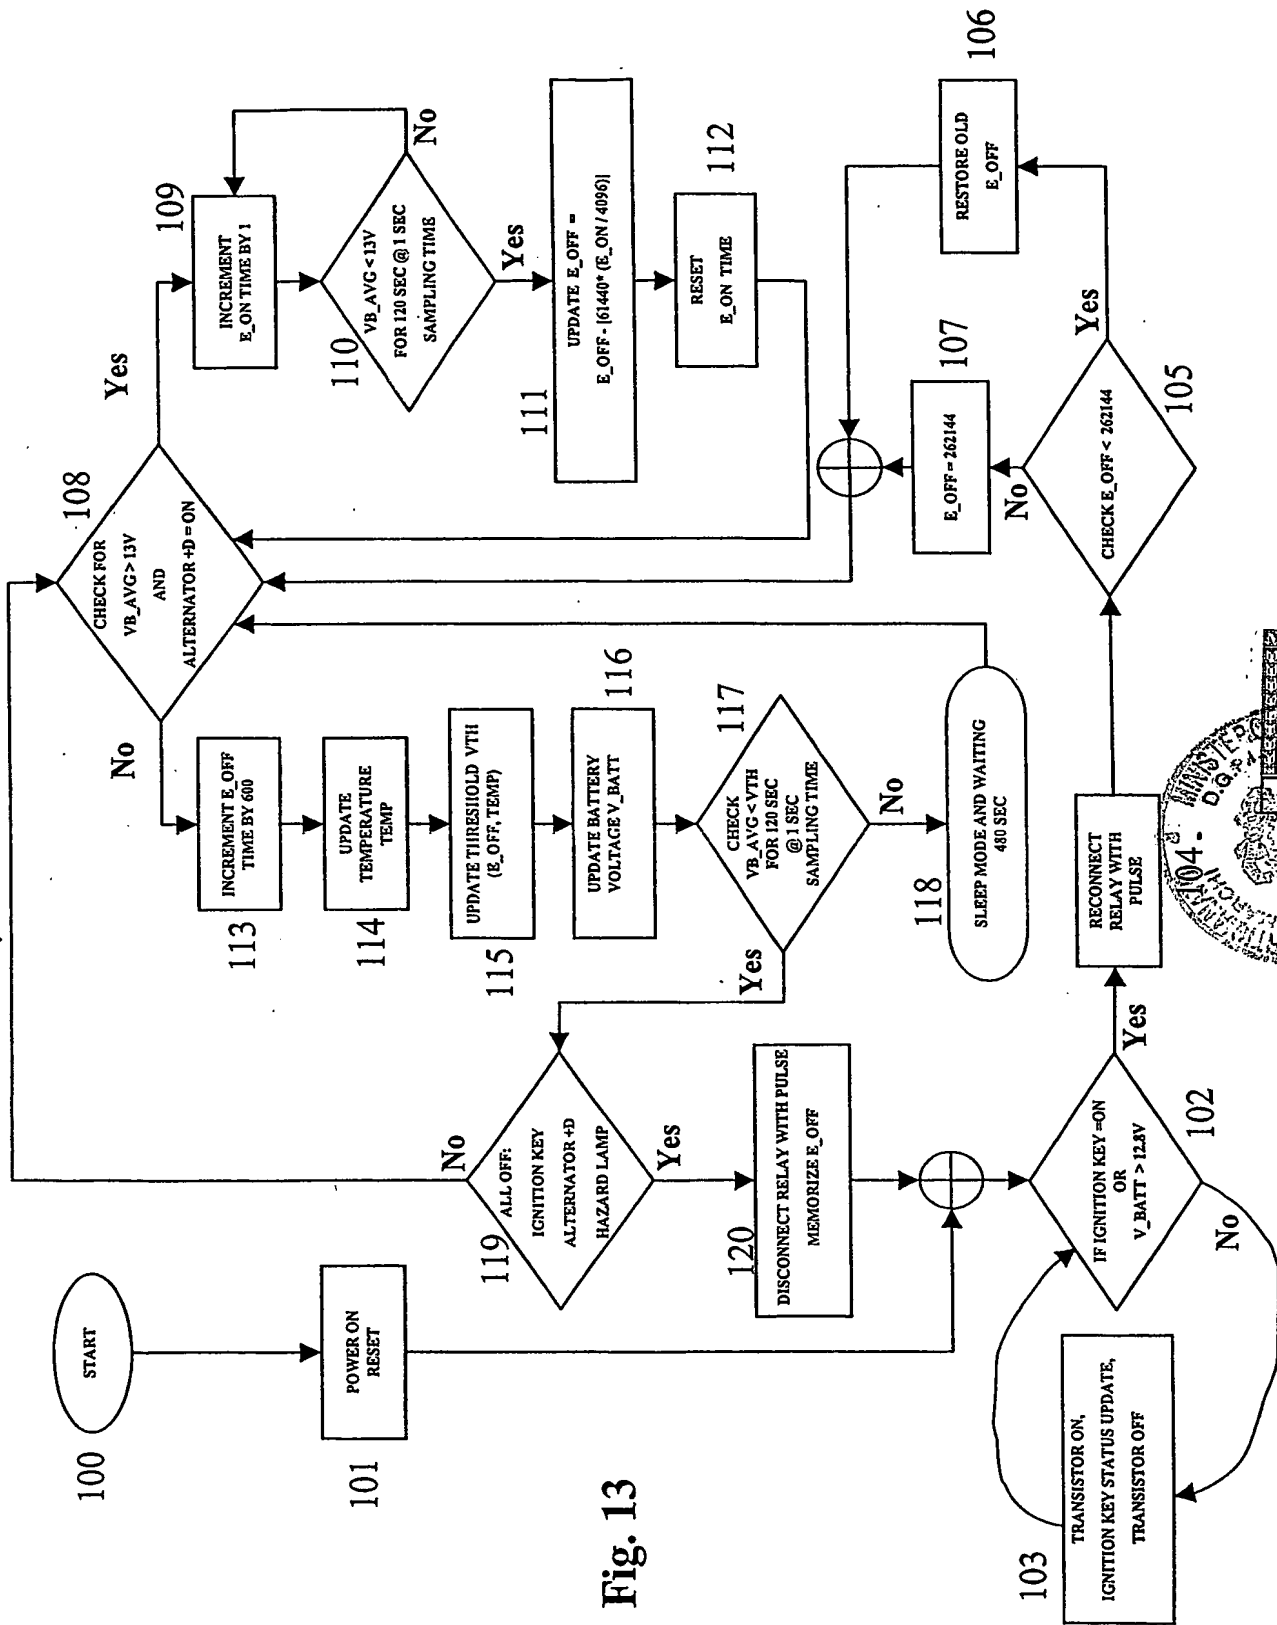 100
START
101
POWER ON
RESET
102
IF IGNITION KEY =ON
OR
V_BATT > 12.8V
Yes
No
103
TRANSISTOR ON,
IGNITION KEY STATUS UPDATE,
TRANSISTOR OFF
104
RECONNECT
RELAY WITH
PULSE
105
CHECK E_OFF < 262144
Yes
No
106
RESTORE OLD
E_OFF
107
E_OFF = 262144
108
CHECK FOR
VB_AVG > 13V
AND
ALTERNATOR +D = ON
Yes
No
109
INCREMENT
E_ON TIME BY 1
110
VB_AVG < 13V
FOR 120 SEC @ 1 SEC
SAMPLING TIME
No
Yes
111
UPDATE E_OFF =
E_OFF - [61440* (E_ON / 4096)]
112
RESET
E_ON TIME
113
INCREMENT E_OFF
TIME BY 600
114
UPDATE
TEMPERATURE
TEMP
115
UPDATE THRESHOLD VTH
(E_OFF, TEMP)
116
UPDATE BATTERY
VOLTAGE V_BATT
117
CHECK
VB_AVG < VTH
FOR 120 SEC
@ 1 SEC
SAMPLING TIME
Yes
No
118
SLEEP MODE AND WAITING
480 SEC
119
ALL OFF:
IGNITION KEY
ALTERNATOR +D
HAZARD LAMP
No
Yes
120
DISCONNECT RELAY WITH PULSE
MEMORIZE E_OFF
Fig. 13
D.G.